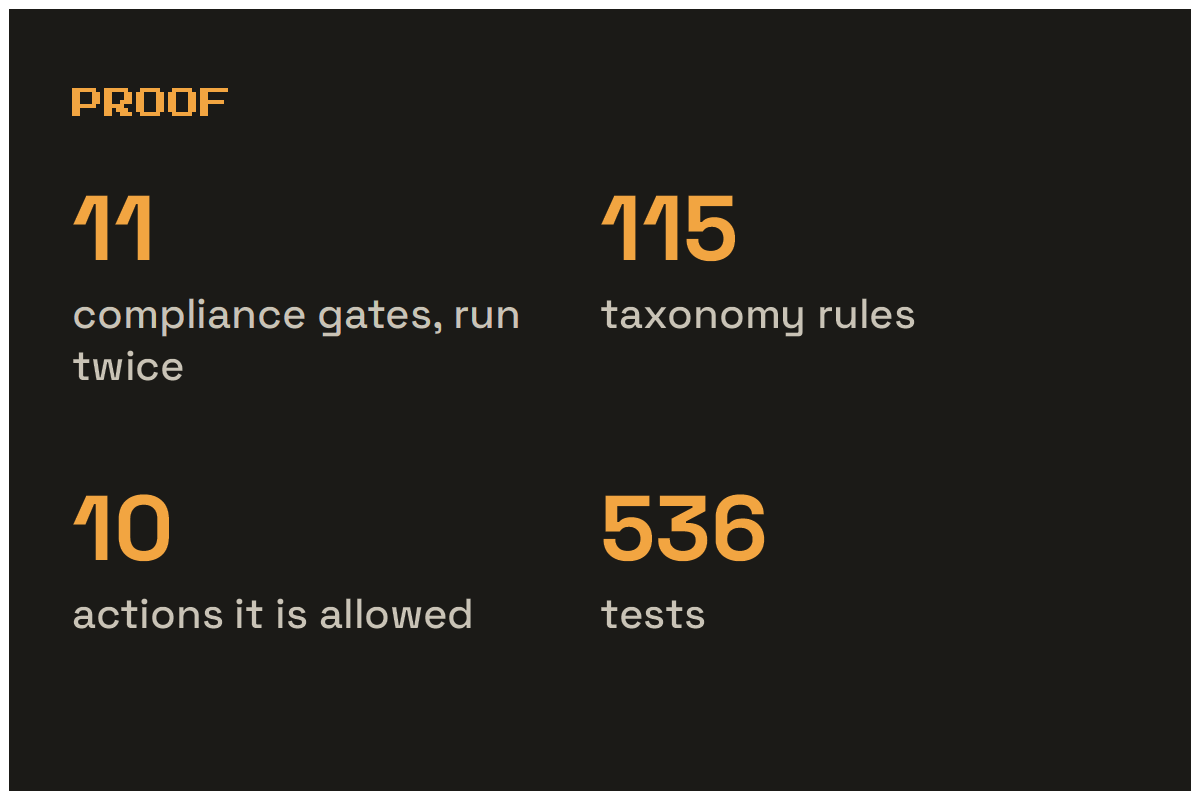 PROOF
11
compliance gates, run
twice
115
taxonomy rules
10
actions it is allowed
536
tests